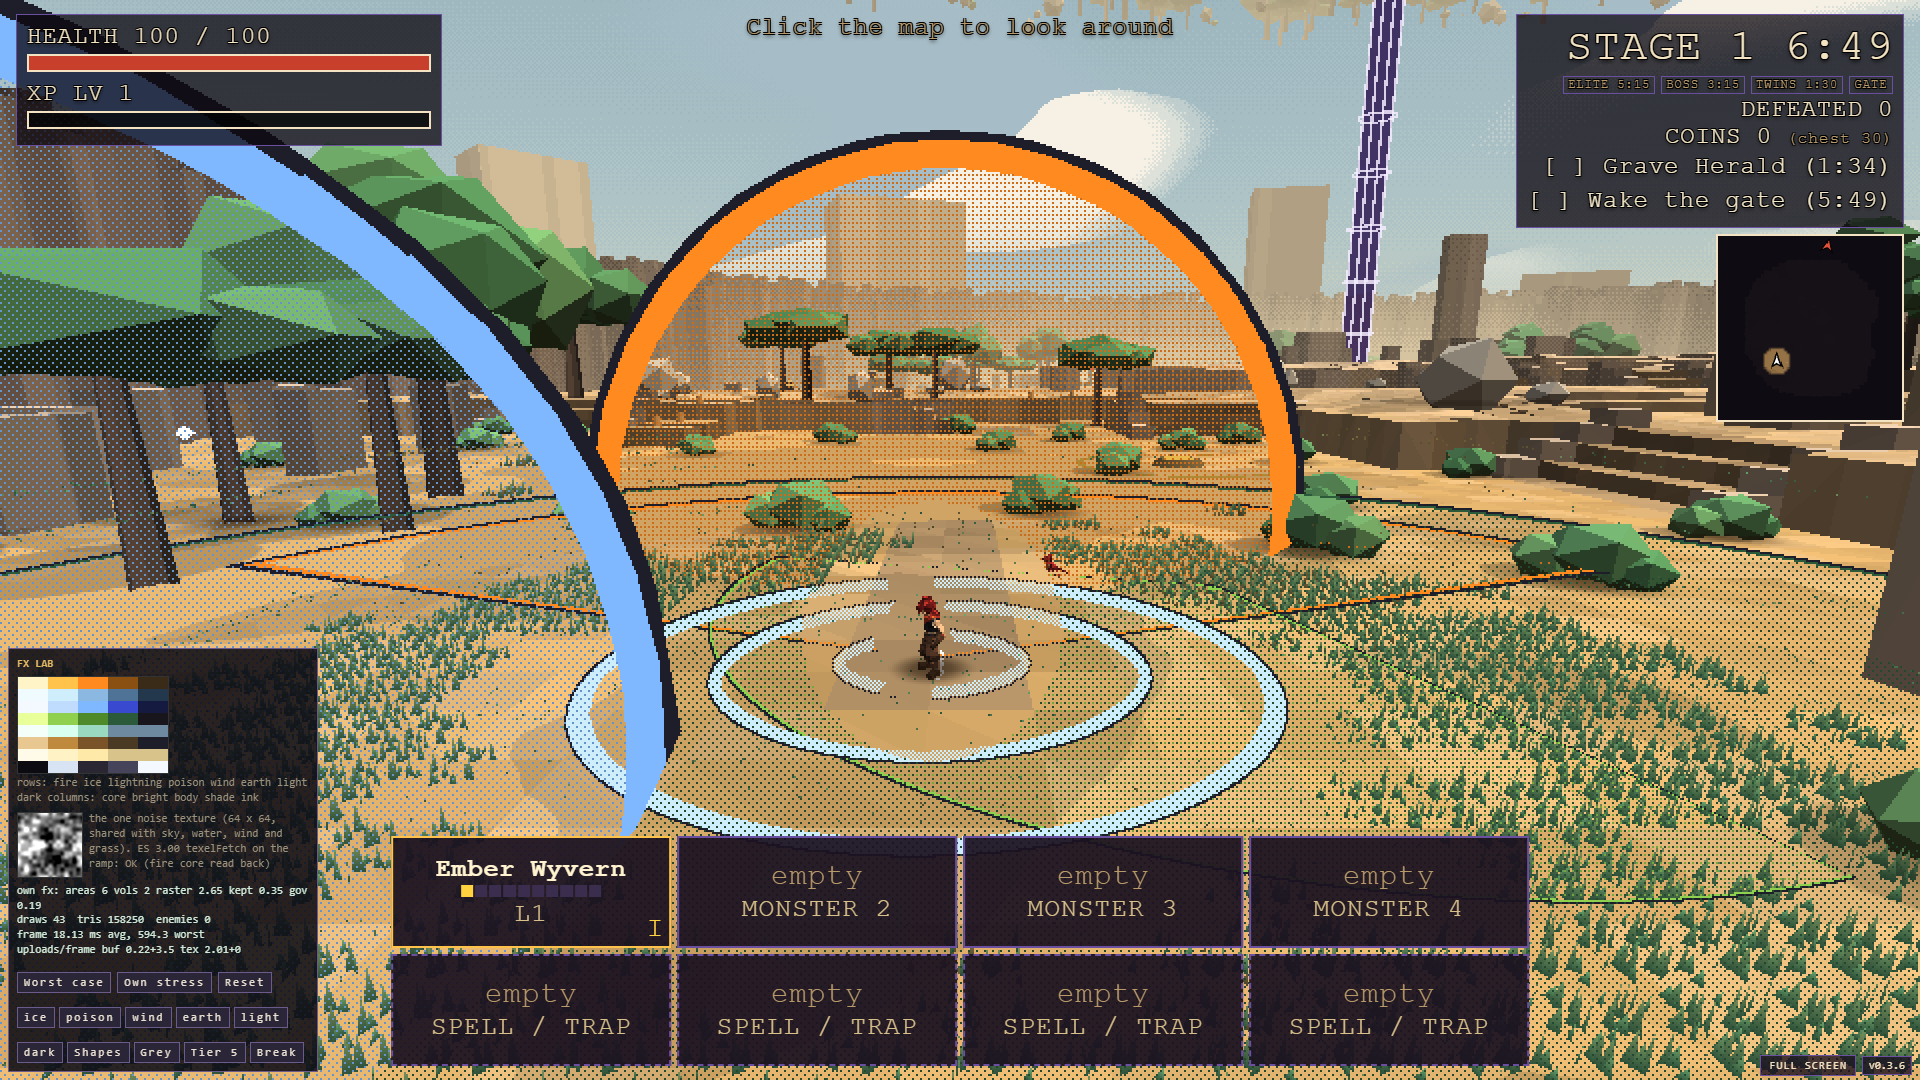 HEALTH 100 / 100
XP LV 1
Click the map to look around
STAGE 1 6:49
ELITE 5:15 BOSS 3:15 TWINS 1:30 GATE
DEFEATED 0
COINS 0 (chest 30)
[ ] Grave Herald (1:34)
[ ] Wake the gate (5:49)
FX LAB
rows: fire ice lightning poison wind earth light
dark columns: core bright body shade ink
the one noise texture (64 x 64,
shared with sky, water, wind and
grass). ES 3.00 texelFetch on the
ramp: OK (fire core read back)
own fx: areas 6 vols 2 raster 2.65 kept 0.35 gov
0.19
draws 43 tris 158250 enemies 0
frame 18.13 ms avg, 594.3 worst
uploads/frame buf 0.22+3.5 tex 2.01+0
Worst case Own stress Reset
ice poison wind earth light
dark Shapes Grey Tier 5 Break
Ember Wyvern
L1
I
empty
MONSTER 2
empty
MONSTER 3
empty
MONSTER 4
empty
SPELL / TRAP
empty
SPELL / TRAP
empty
SPELL / TRAP
empty
SPELL / TRAP
FULL SCREEN v0.3.6